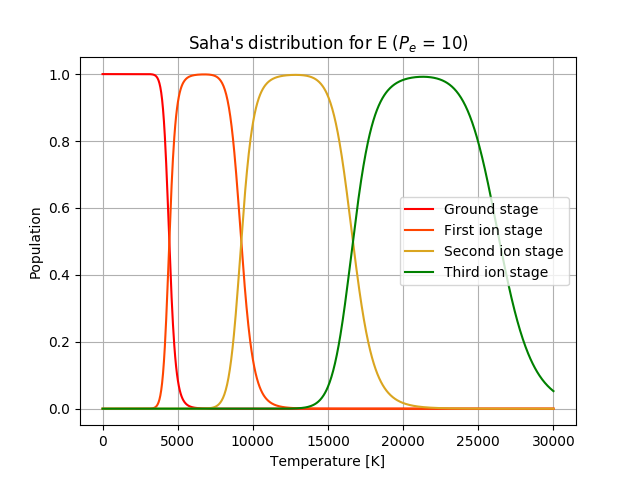 Saha's distribution for E ($P_e$ = 10)
Population
1.0
0.8
0.6
0.4
0.2
0.0
Ground stage
First ion stage
Second ion stage
Third ion stage
0 5000 10000 15000 20000 25000 30000
Temperature [K]